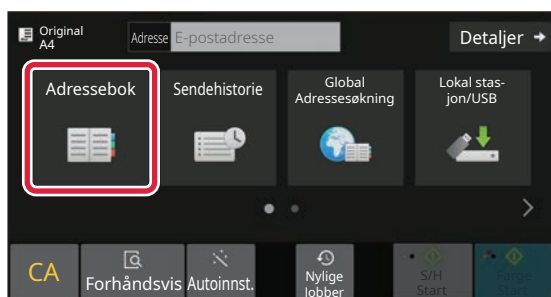 Original
A4
Adresse
E-postadresse
Detaljer
Adressebok
Sendehistorie
Global
Adressesøkning
Lokal stas-
jon/USB
CA
Forhåndsvis
Autoinnst.
Nylige
Jobber
S/H
Start
Farge
Start